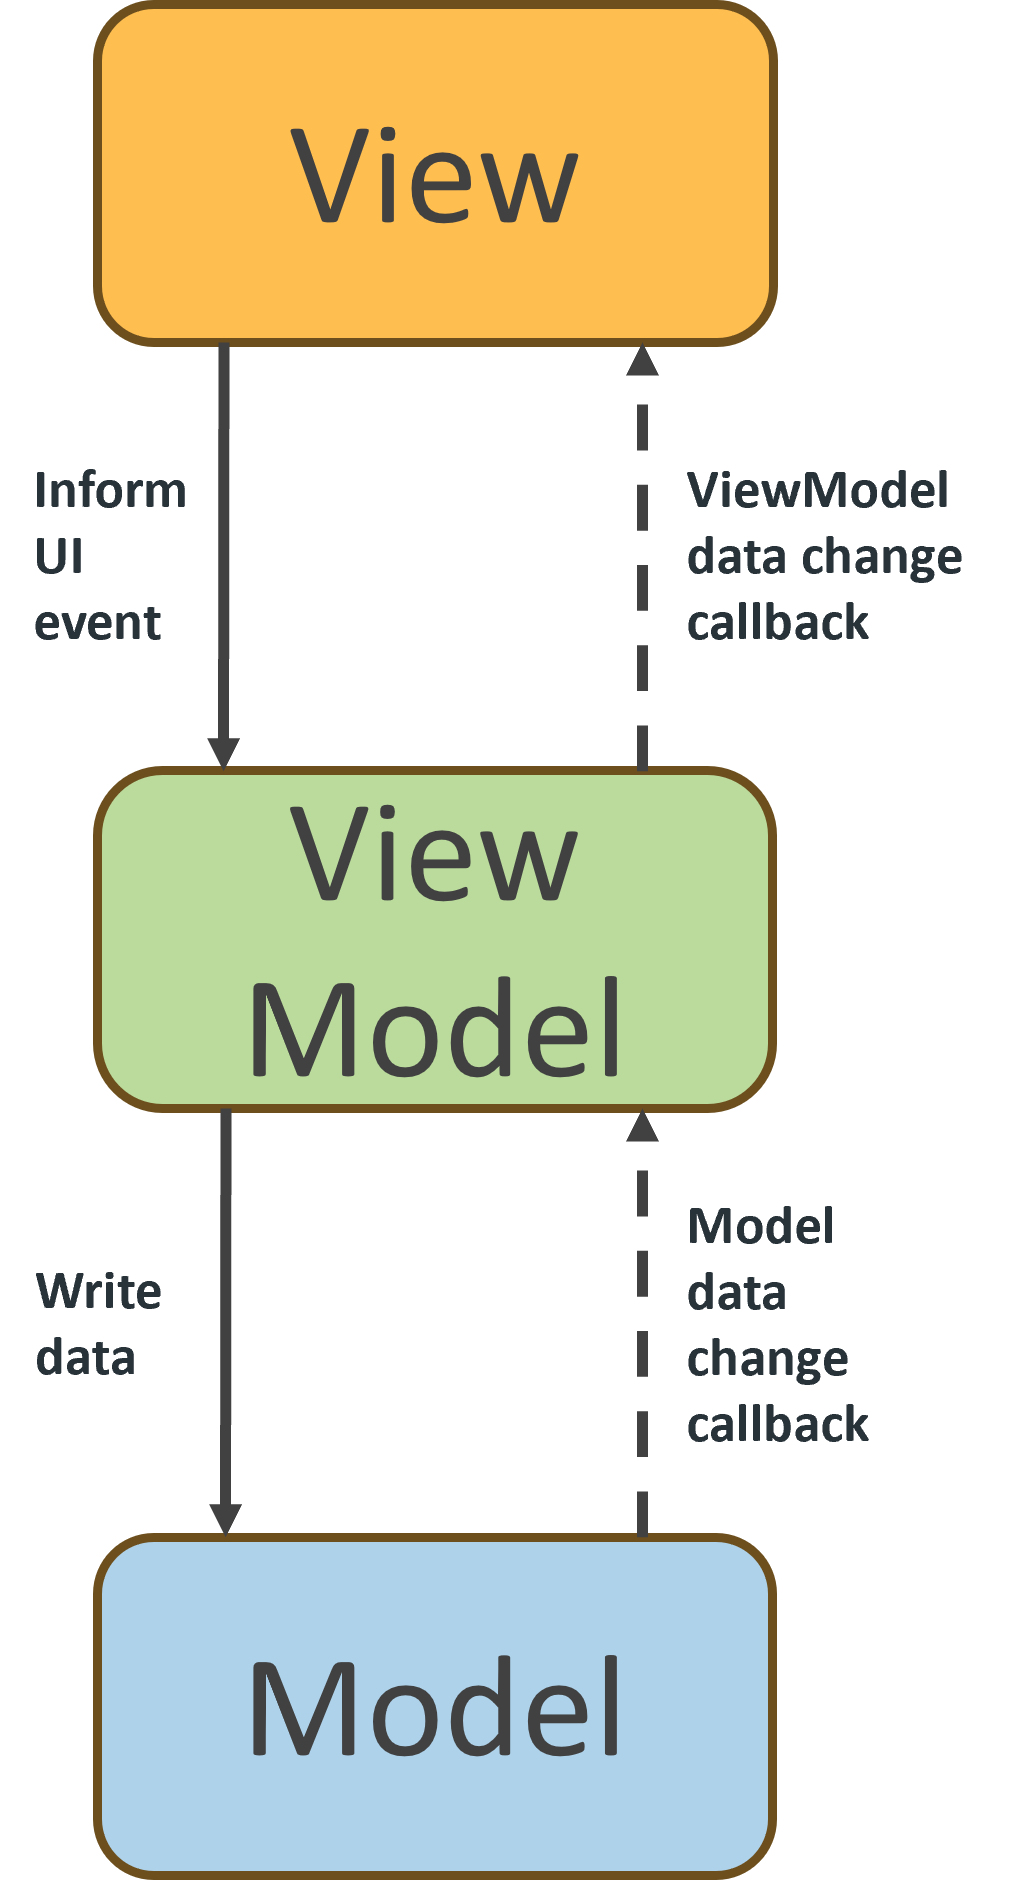 View
Inform
UI
event
ViewModel
data change
callback
View
Model
Write
data
Model
data
change
callback
Model